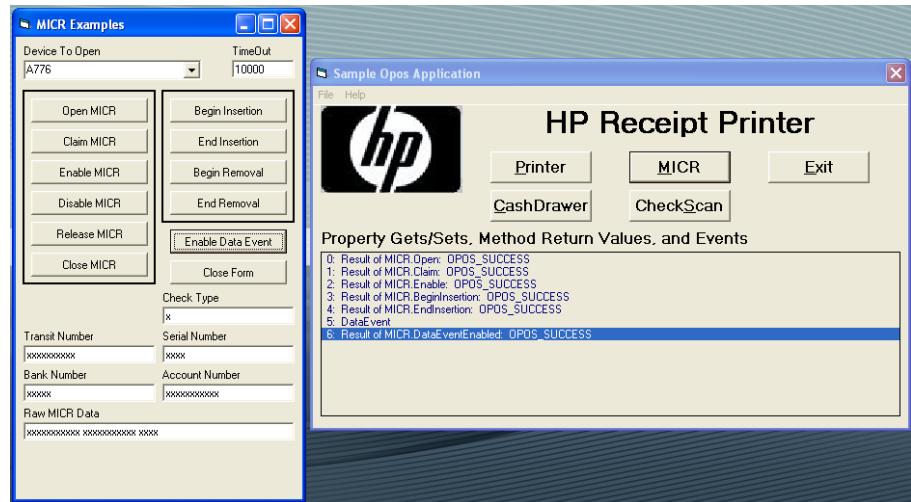 MICR Examples
Device To Open
TimeOut
A776
10000
Open MICR
Begin Insertion
Claim MICR
End Insertion
Enable MICR
Begin Removal
Disable MICR
End Removal
Release MICR
Enable Data Event
Close MICR
Close Form
Check Type
x
Transit Number
Serial Number
xxxxxxxxxx
xxxx
Bank Number
Account Number
xxxxx
xxxxxxxxxxx
Raw MICR Data
xxxxxxxxxxx xxxxxxxxxxx xxxx
Sample Opos Application
File Help
hp
HP Receipt Printer
Printer
MICR
Exit
CashDrawer
CheckScan
Property Gets/Sets, Method Return Values, and Events
0: Result of MICR.Open: OPOS_SUCCESS
1: Result of MICR.Claim: OPOS_SUCCESS
2: Result of MICR.Enable: OPOS_SUCCESS
3: Result of MICR.BeginInsertion: OPOS_SUCCESS
4: Result of MICR.EndInsertion: OPOS_SUCCESS
5: DataEvent
6: Result of MICR.DataEventEnabled: OPOS_SUCCESS